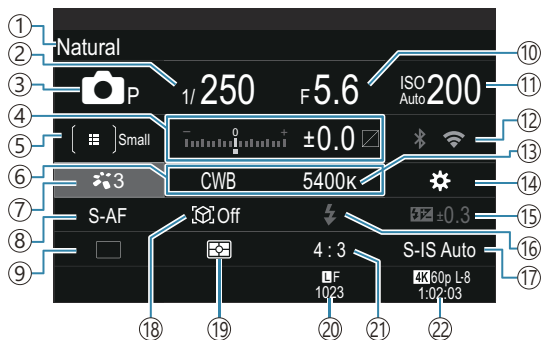 ① Natural
② ③ P 1/250 F5.6 ⑩ ISO Auto 200 ⑪
④ ⑤ Small - 0 + ±0.0 ⑫
⑥ CWB 5400K ⑬
⑦ 3 ⑭
⑧ S-AF Off ±0.3 ⑮
⑨ 4:3 ⑯ S-IS Auto ⑰
L F 4K 60p L-8
1023 1:02:03
⑱ ⑲ ⑳ ㉑ ㉒